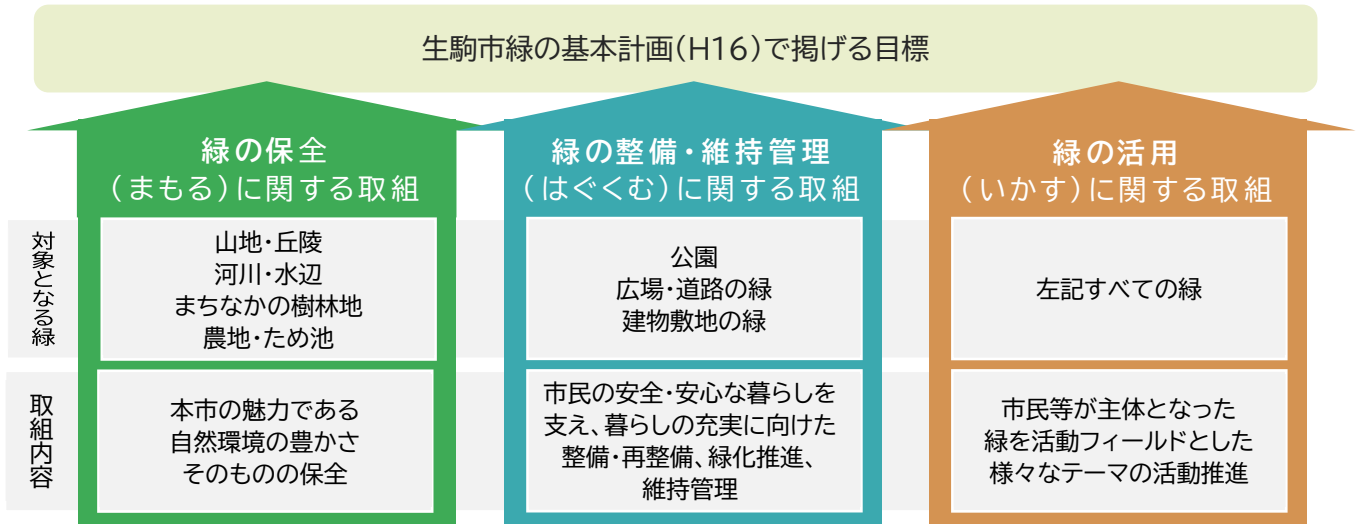 生駒市緑の基本計画(H16)で掲げる目標
緑の保全
(まもる)に関する取組
緑の整備・維持管理
(はぐくむ)に関する取組
緑の活用
(いかす)に関する取組
対象となる緑
山地・丘陵
河川・水辺
まちなかの樹林地
農地・ため池
公園
広場・道路の緑
建物敷地の緑
左記すべての緑
取組内容
本市の魅力である
自然環境の豊かさ
そのものの保全
市民の安全・安心な暮らしを
支え、暮らしの充実に向けた
整備・再整備、緑化推進、
維持管理
市民等が主体となった
緑を活動フィールドとした
様々なテーマの活動推進